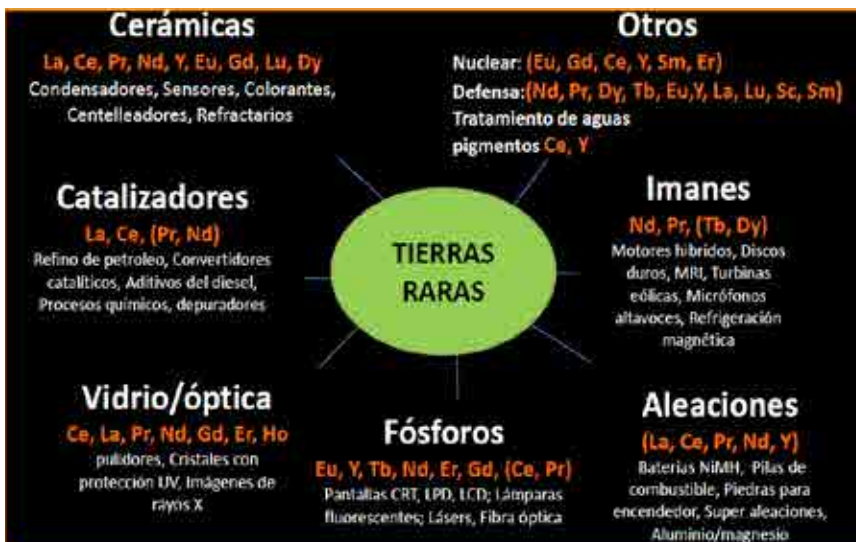 Cerámicas
La, Ce, Pr, Nd, Y, Eu, Gd, Lu, Dy
Condensadores, Sensores, Colorantes,
Centelleadores, Refractarios
Otros
Nuclear: (Eu, Gd, Ce, Y, Sm, Er)
Defensa:(Nd, Pr, Dy, Tb, Eu,Y, La, Lu, Sc, Sm)
Tratamiento de aguas
pigmentos Ce, Y
Catalizadores
La, Ce, (Pr, Nd)
Refino de petroleo, Convertidores
catalíticos, Aditivos del diesel,
Procesos químicos, depuradores
TIERRAS
RARAS
Imanes
Nd, Pr, (Tb, Dy)
Motores hibridos, Discos
duros, MRI, Turbinas
eólicas, Micrófonos
altavoces, Refrigeración
magnética
Vidrio/óptica
Ce, La, Pr, Nd, Gd, Er, Ho
pulidores, Cristales con
protección UV, Imágenes de
rayos X
Fósforos
Eu, Y, Tb, Nd, Er, Gd, (Ce, Pr)
Pantallas CRT, LPD, LCD; Lámparas
fluorescentes; Lásers, Fibra óptica
Aleaciones
(La, Ce, Pr, Nd, Y)
Baterias NiMH, Pilas de
combustible, Piedras para
encendedor, Super aleaciones,
Aluminio/magnesio